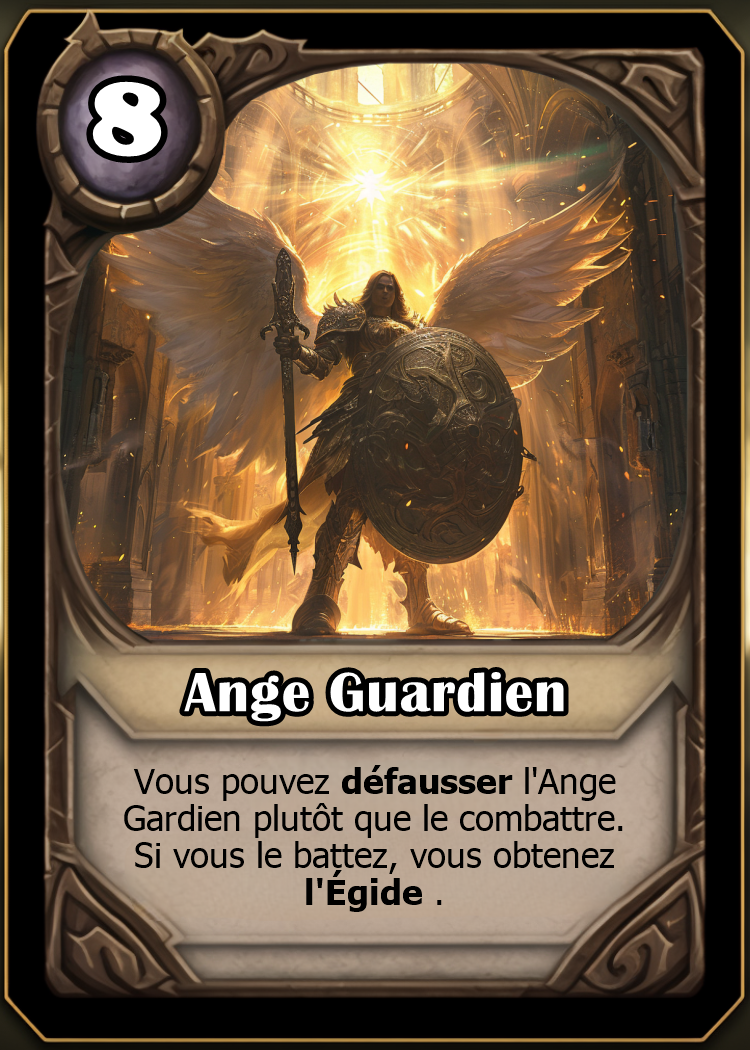 8
Ange Guardien
Vous pouvez défausser l'Ange
Gardien plutôt que le combattre.
Si vous le battez, vous obtenez
l'Égide .